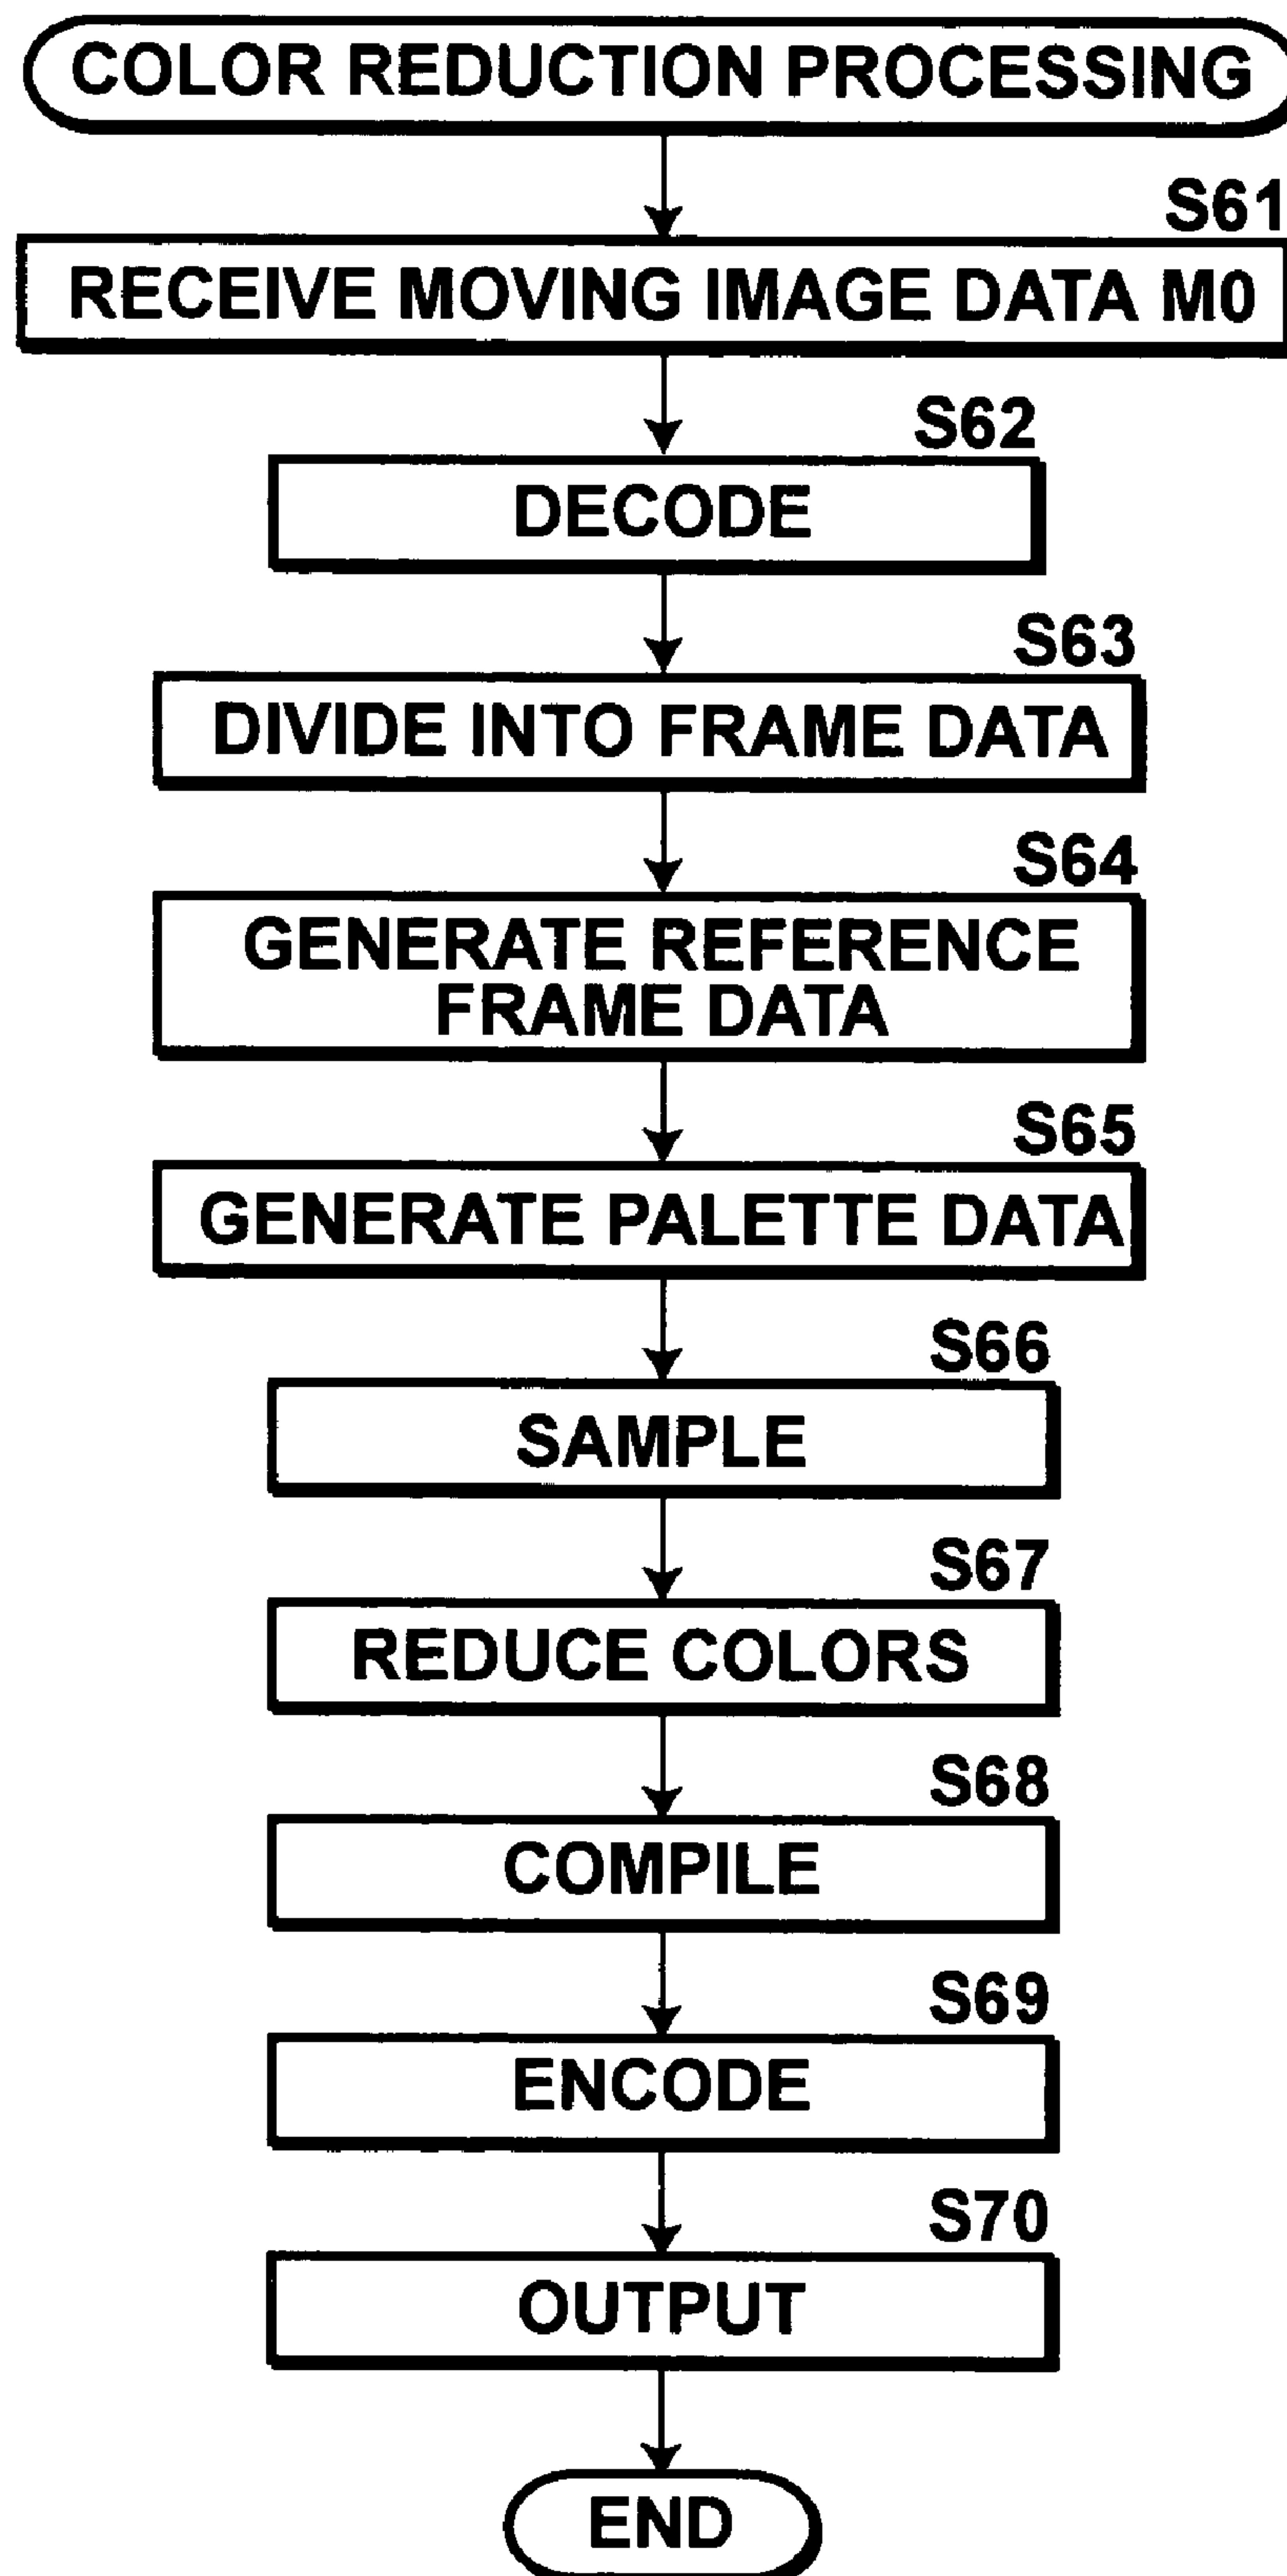 COLOR REDUCTION PROCESSING
S61
RECEIVE MOVING IMAGE DATA M0
S62
DECODE
S63
DIVIDE INTO FRAME DATA
S64
GENERATE REFERENCE
FRAME DATA
S65
GENERATE PALETTE DATA
S66
SAMPLE
S67
REDUCE COLORS
S68
COMPILE
S69
ENCODE
S70
OUTPUT
END